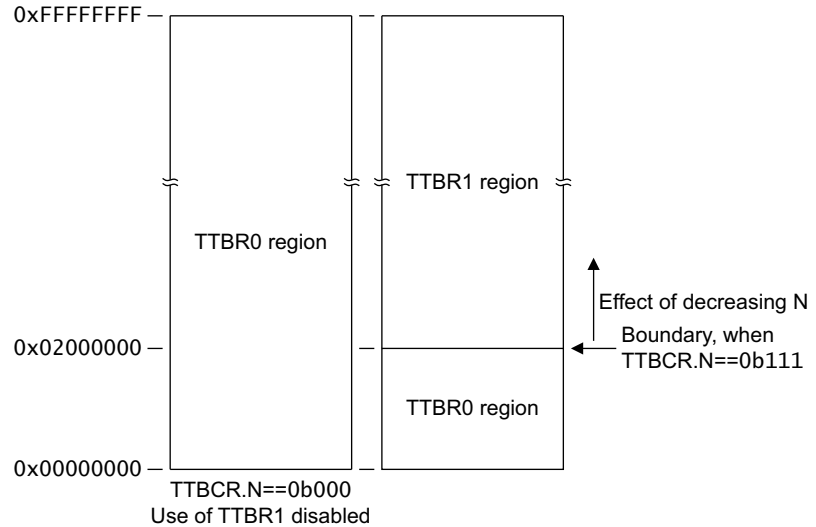 0xFFFFFFFF
TTBR1 region
TTBR0 region
Effect of decreasing N
0x02000000
Boundary, when
TTBCR.N==0b111
TTBR0 region
0x00000000
TTBCR.N==0b000
Use of TTBR1 disabled